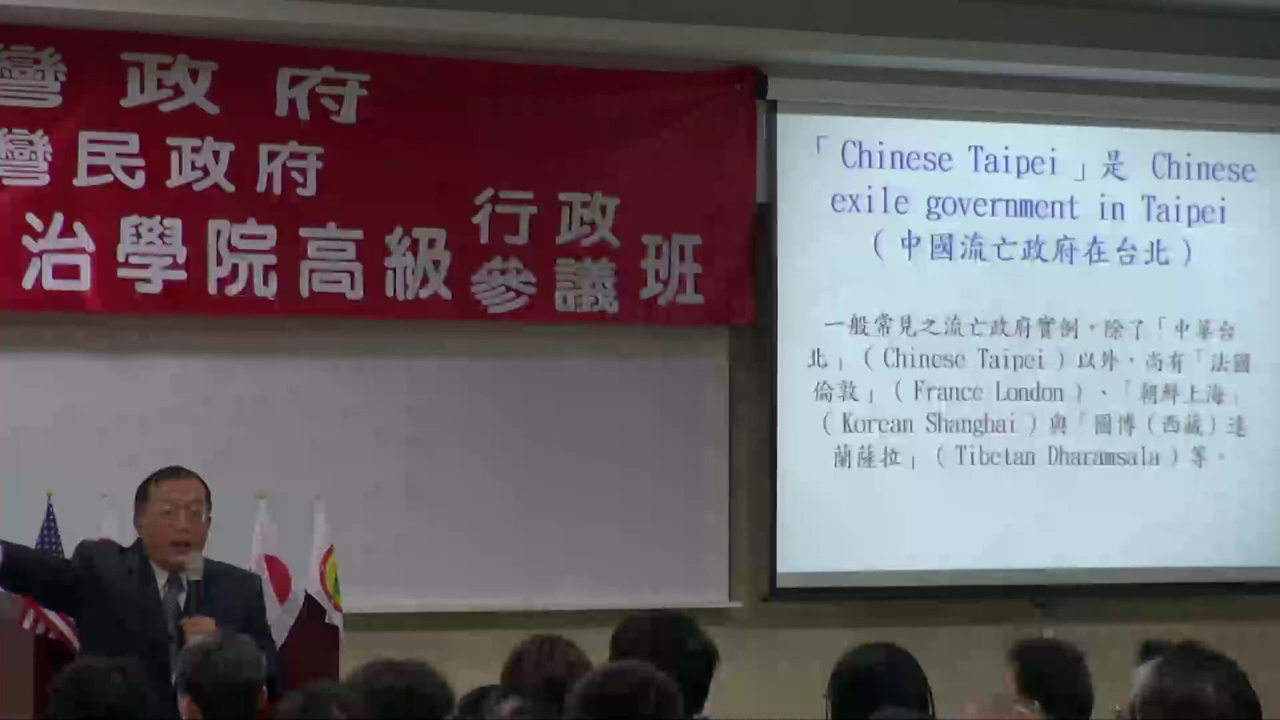 灣政府
灣民政府
治學院高級行政參議班
「Chinese Taipei」是 Chinese
exile government in Taipei
（中國流亡政府在台北）
一般常見之流亡政府實例，除了「中華台
北」（Chinese Taipei）以外，尚有「法國
倫敦」（France London）、「朝鮮上海」
（Korean Shanghai）與「圖博（西藏）達
蘭薩拉」（Tibetan Dharamsala）等。